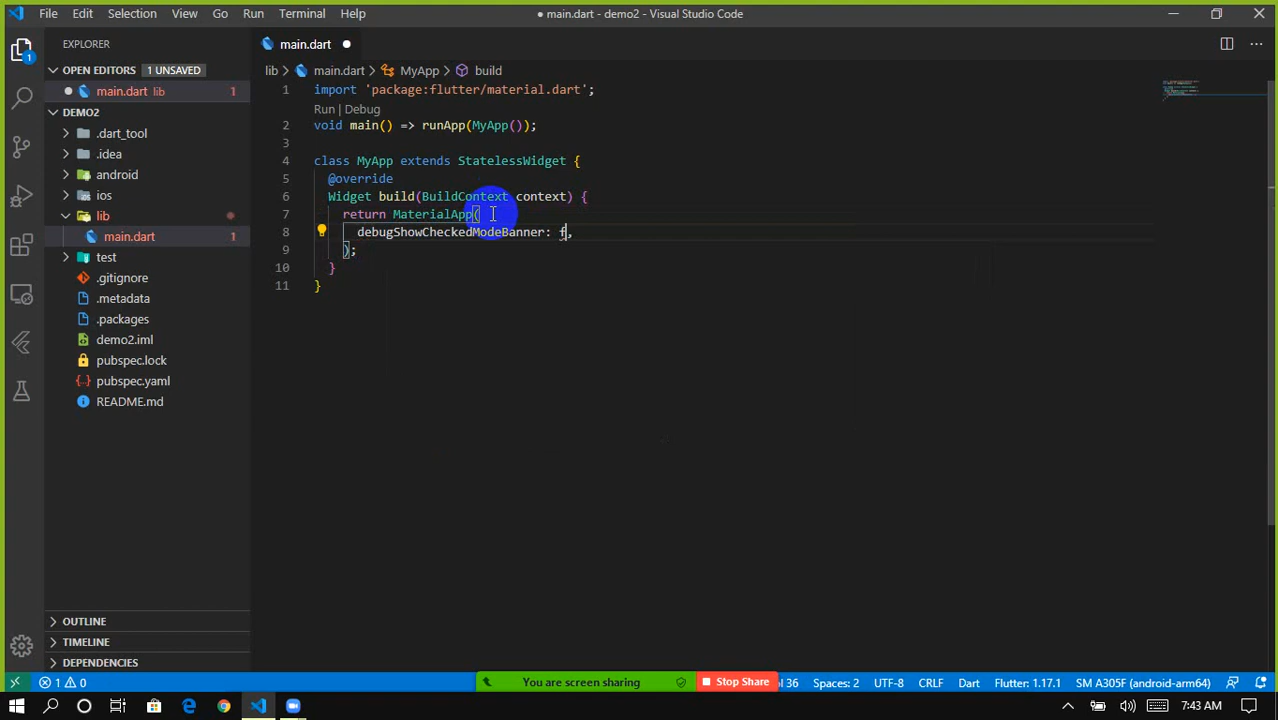 File Edit Selection View Go Run Terminal Help
● main.dart - demo2 - Visual Studio Code
EXPLORER
main.dart
OPEN EDITORS 1 UNSAVED
main.dart lib 1
DEMO2
.dart_tool
.idea
android
ios
lib
main.dart 1
test
.gitignore
.metadata
.packages
demo2.iml
pubspec.lock
pubspec.yaml
README.md
OUTLINE
TIMELINE
DEPENDENCIES
1
lib > main.dart > MyApp > build
1 import 'package:flutter/material.dart';
Run | Debug
2 void main() => runApp(MyApp());
3
4 class MyApp extends StatelessWidget {
5 @override
6 Widget build(BuildContext context) {
7 return MaterialApp(
8 debugShowCheckedModeBanner: f,
9 );
10 }
11 }
1 0
You are screen sharing
Stop Share
36
Spaces: 2
UTF-8
CRLF
Dart
Flutter: 1.17.1
SM A305F (android-arm64)
7:43 AM